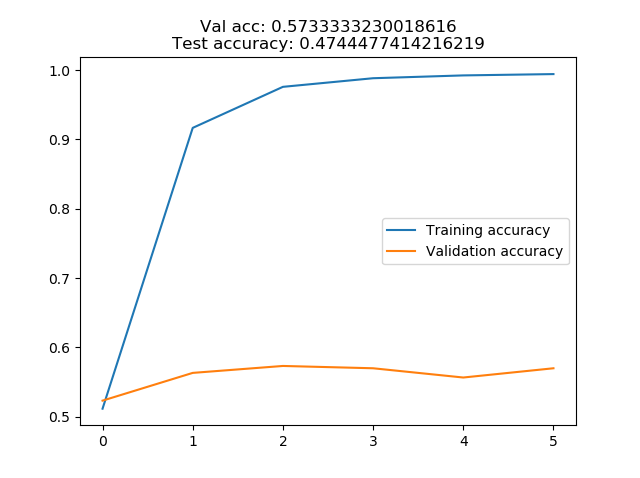 Val acc: 0.5733333230018616
Test accuracy: 0.4744477414216219
1.0
0.9
0.8
0.7
0.6
0.5
Training accuracy
Validation accuracy
0 1 2 3 4 5